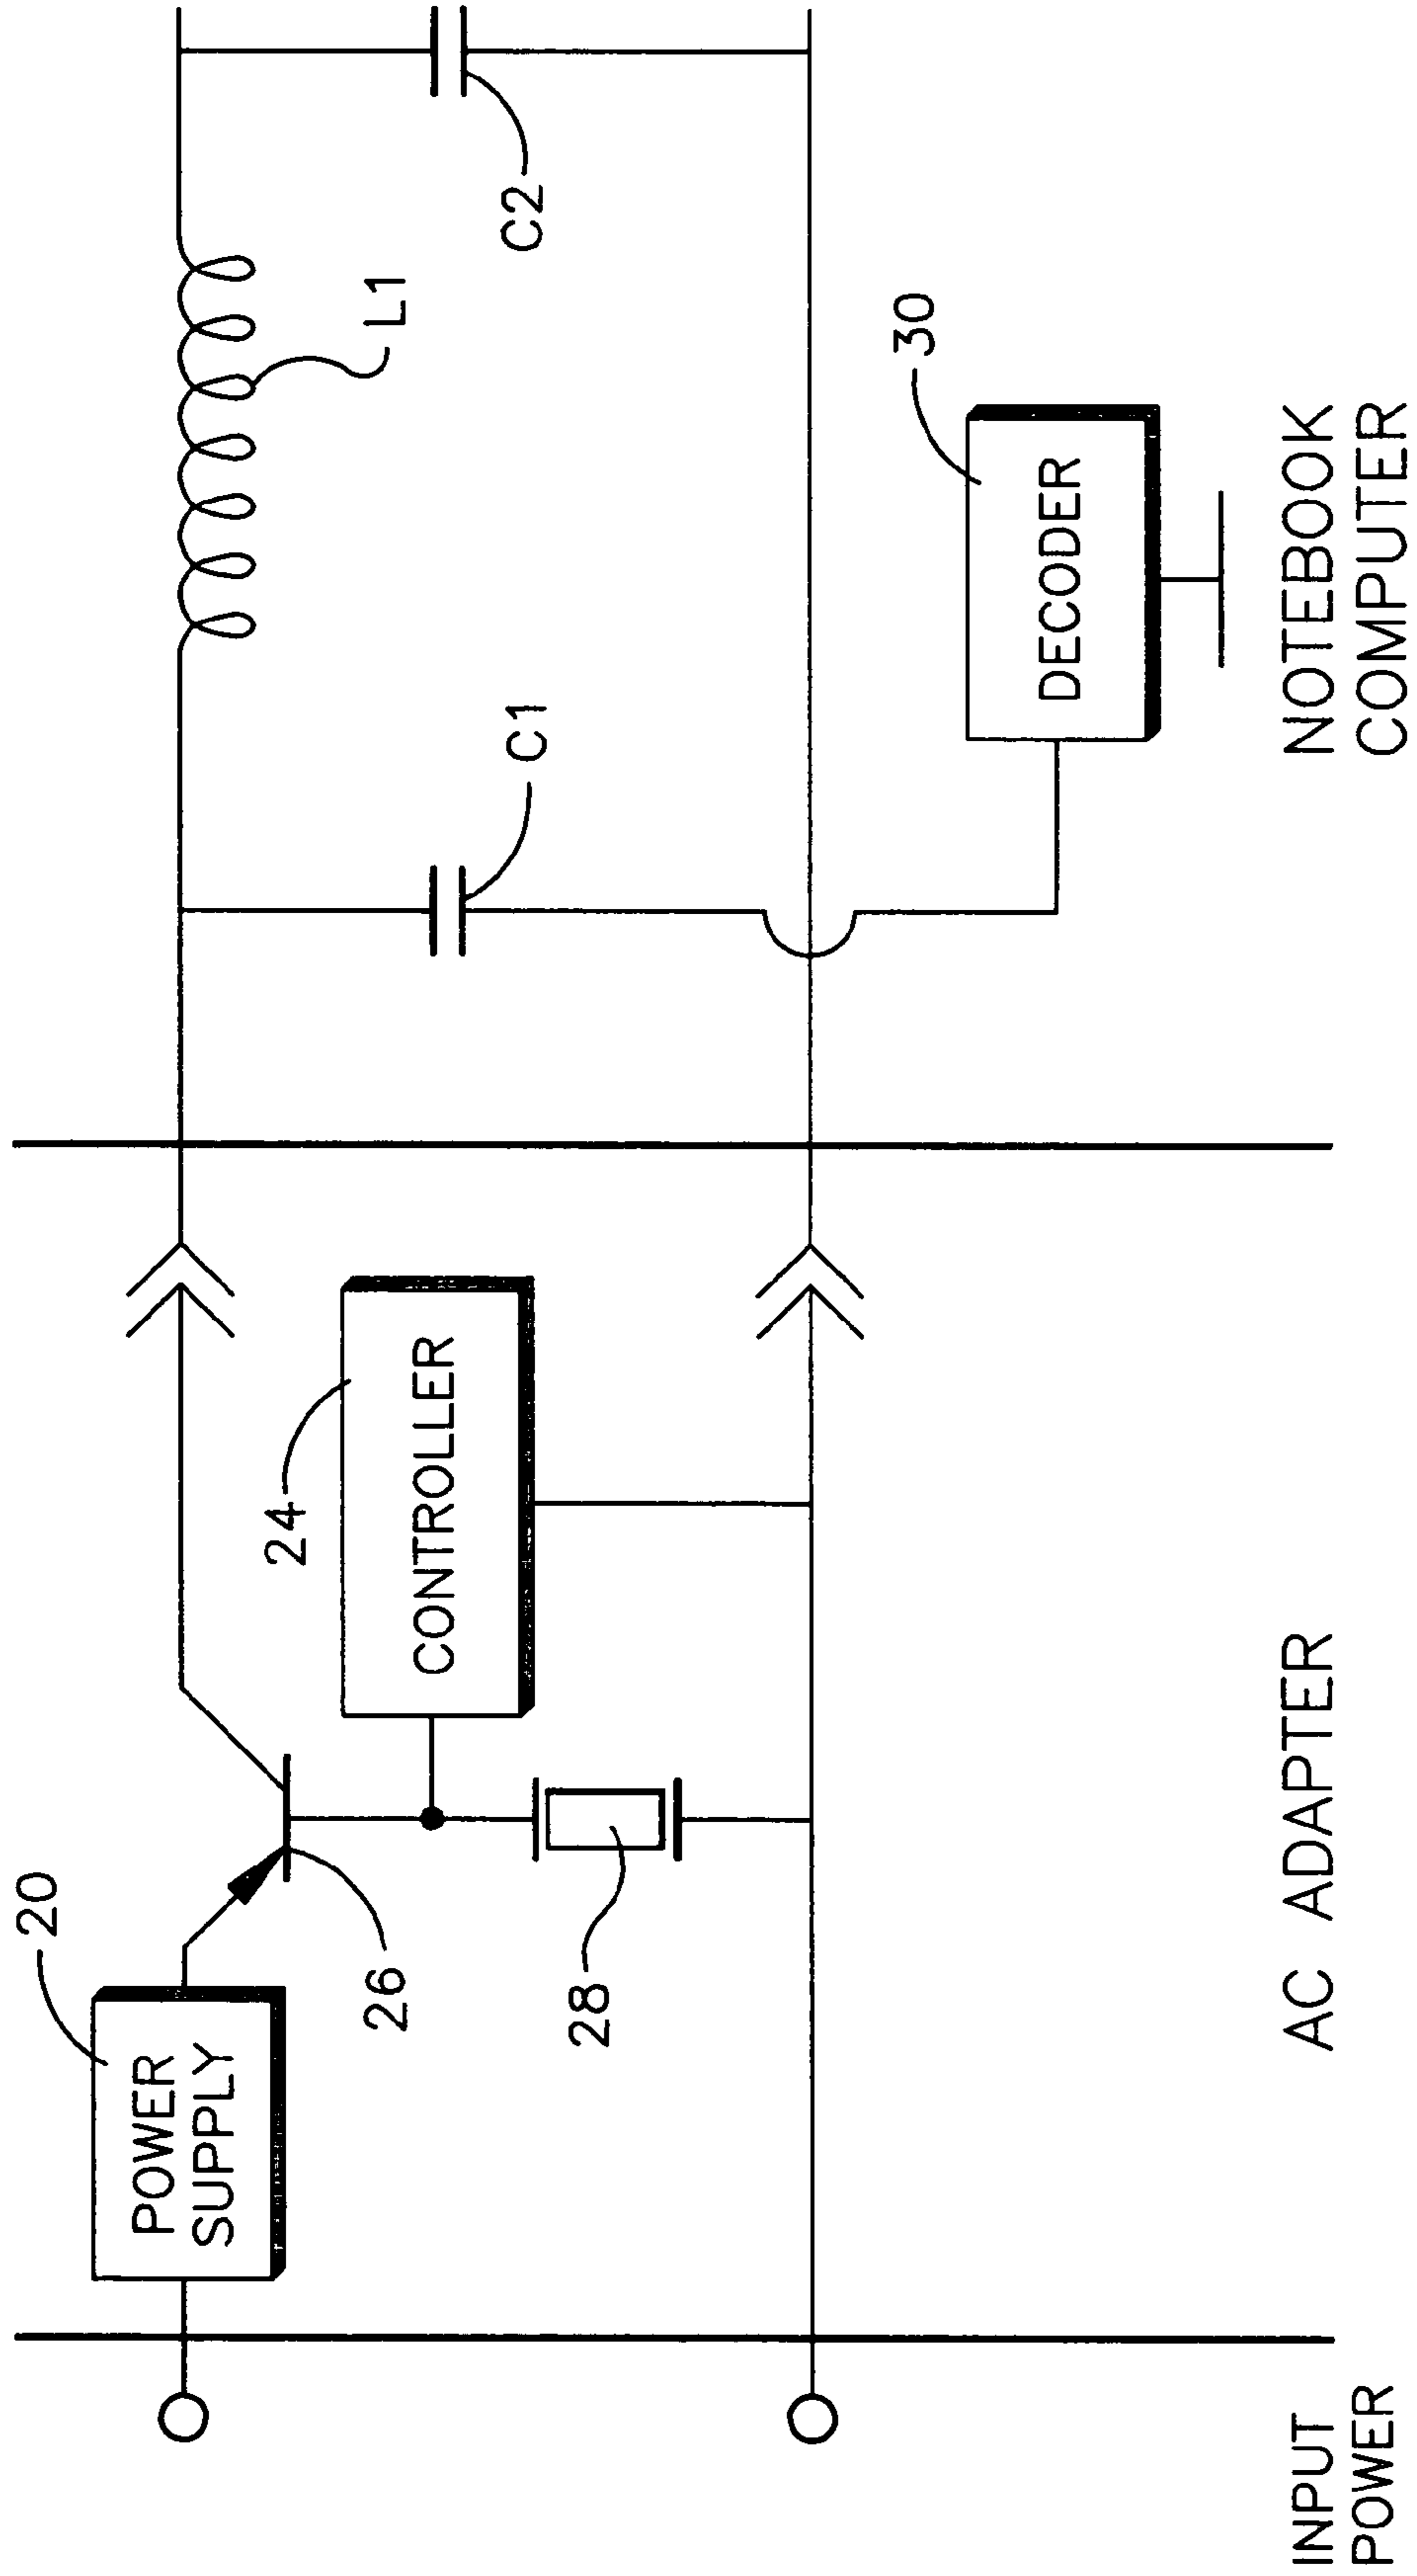 20
POWER
SUPPLY
26
28
24
CONTROLLER
C1
L1
C2
30
DECODER
INPUT
POWER
AC ADAPTER
NOTEBOOK
COMPUTER